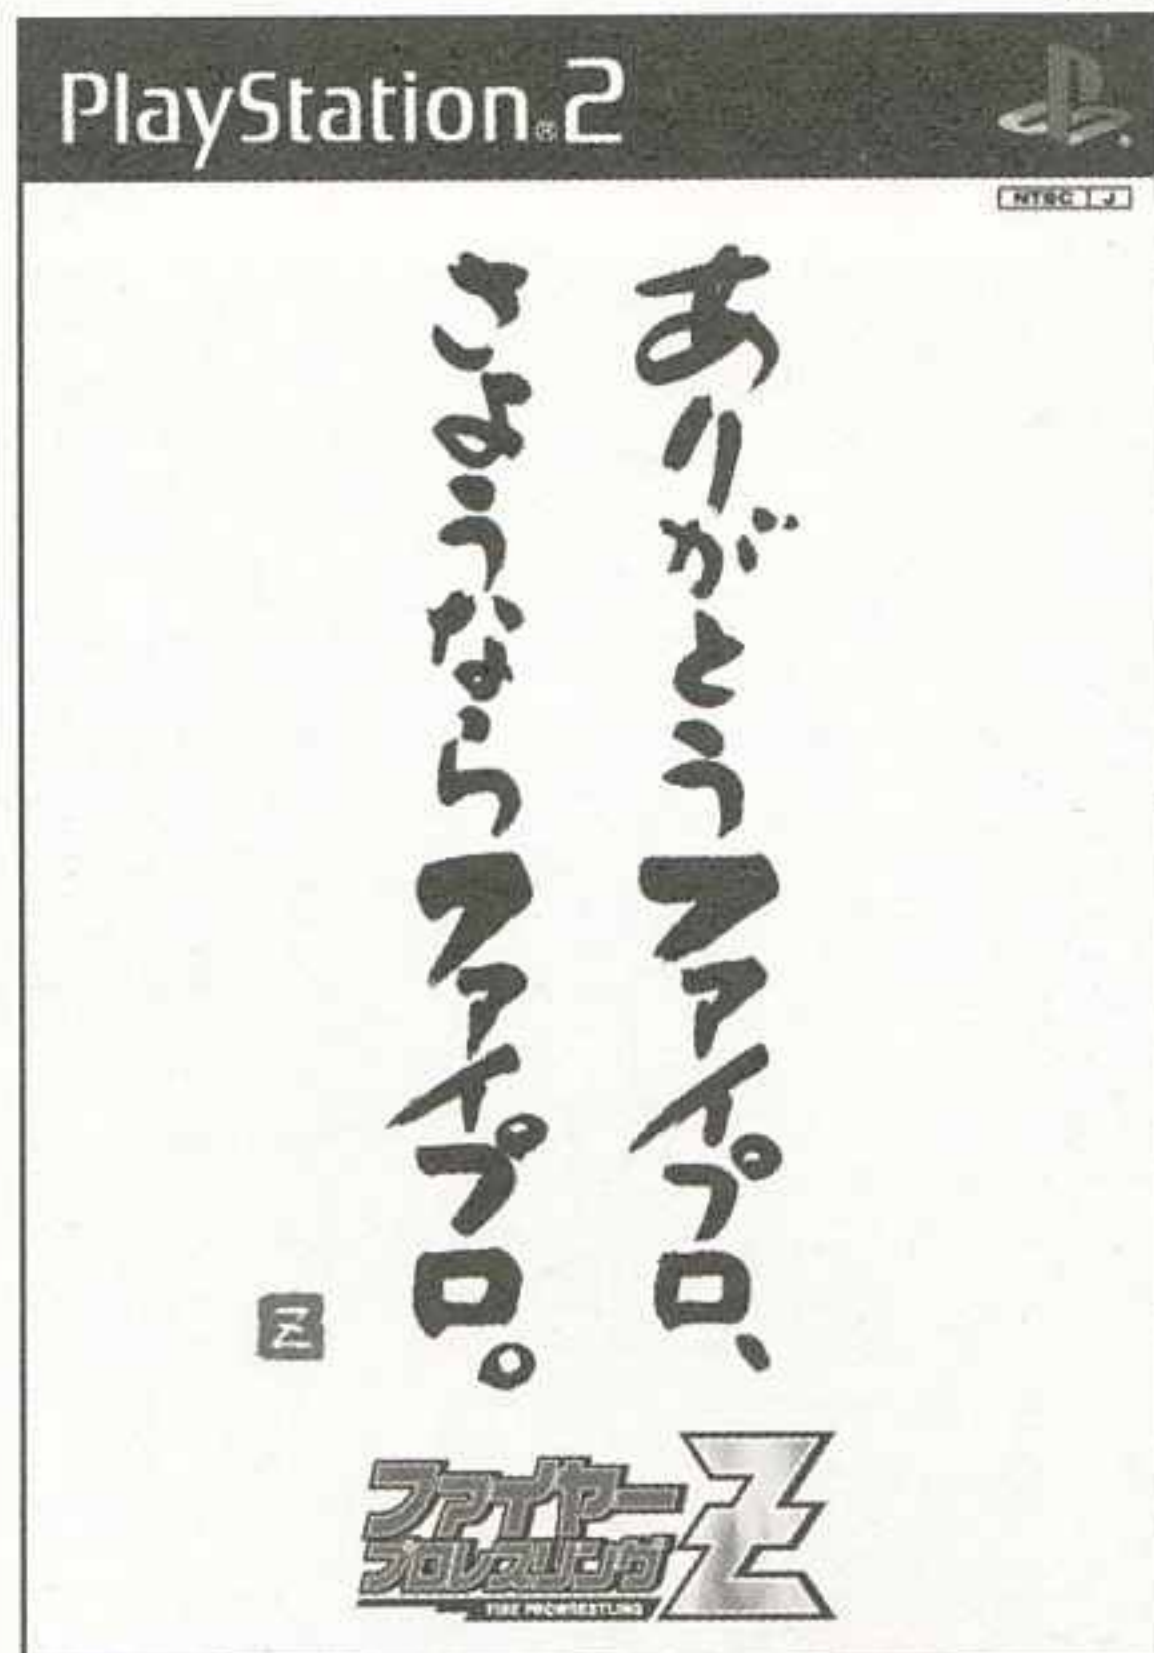 PlayStation®2
NTSC J
ありがとうファイプロ、
さようならファイプロ。
Z
ファイヤー
プロレスリング
Z
FIRE PROWRESTLING